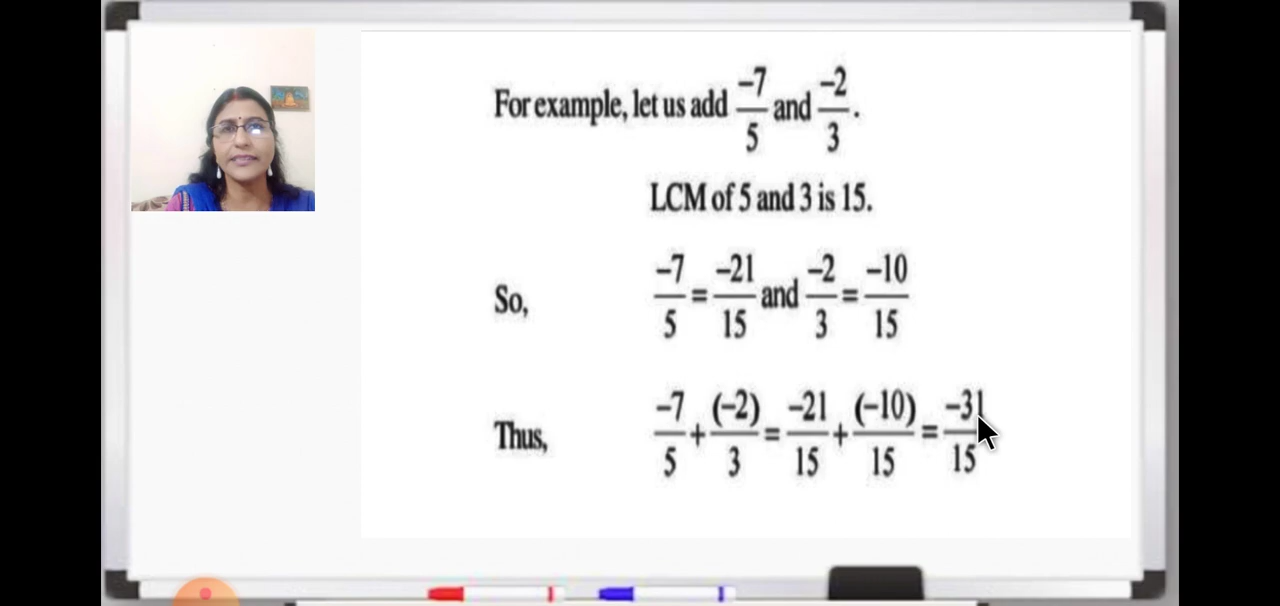 For example, let us add −7/5 and −2/3.
LCM of 5 and 3 is 15.
So, −7/5 = −21/15 and −2/3 = −10/15
Thus, −7/5 + (−2)/3 = −21/15 + (−10)/15 = −31/15